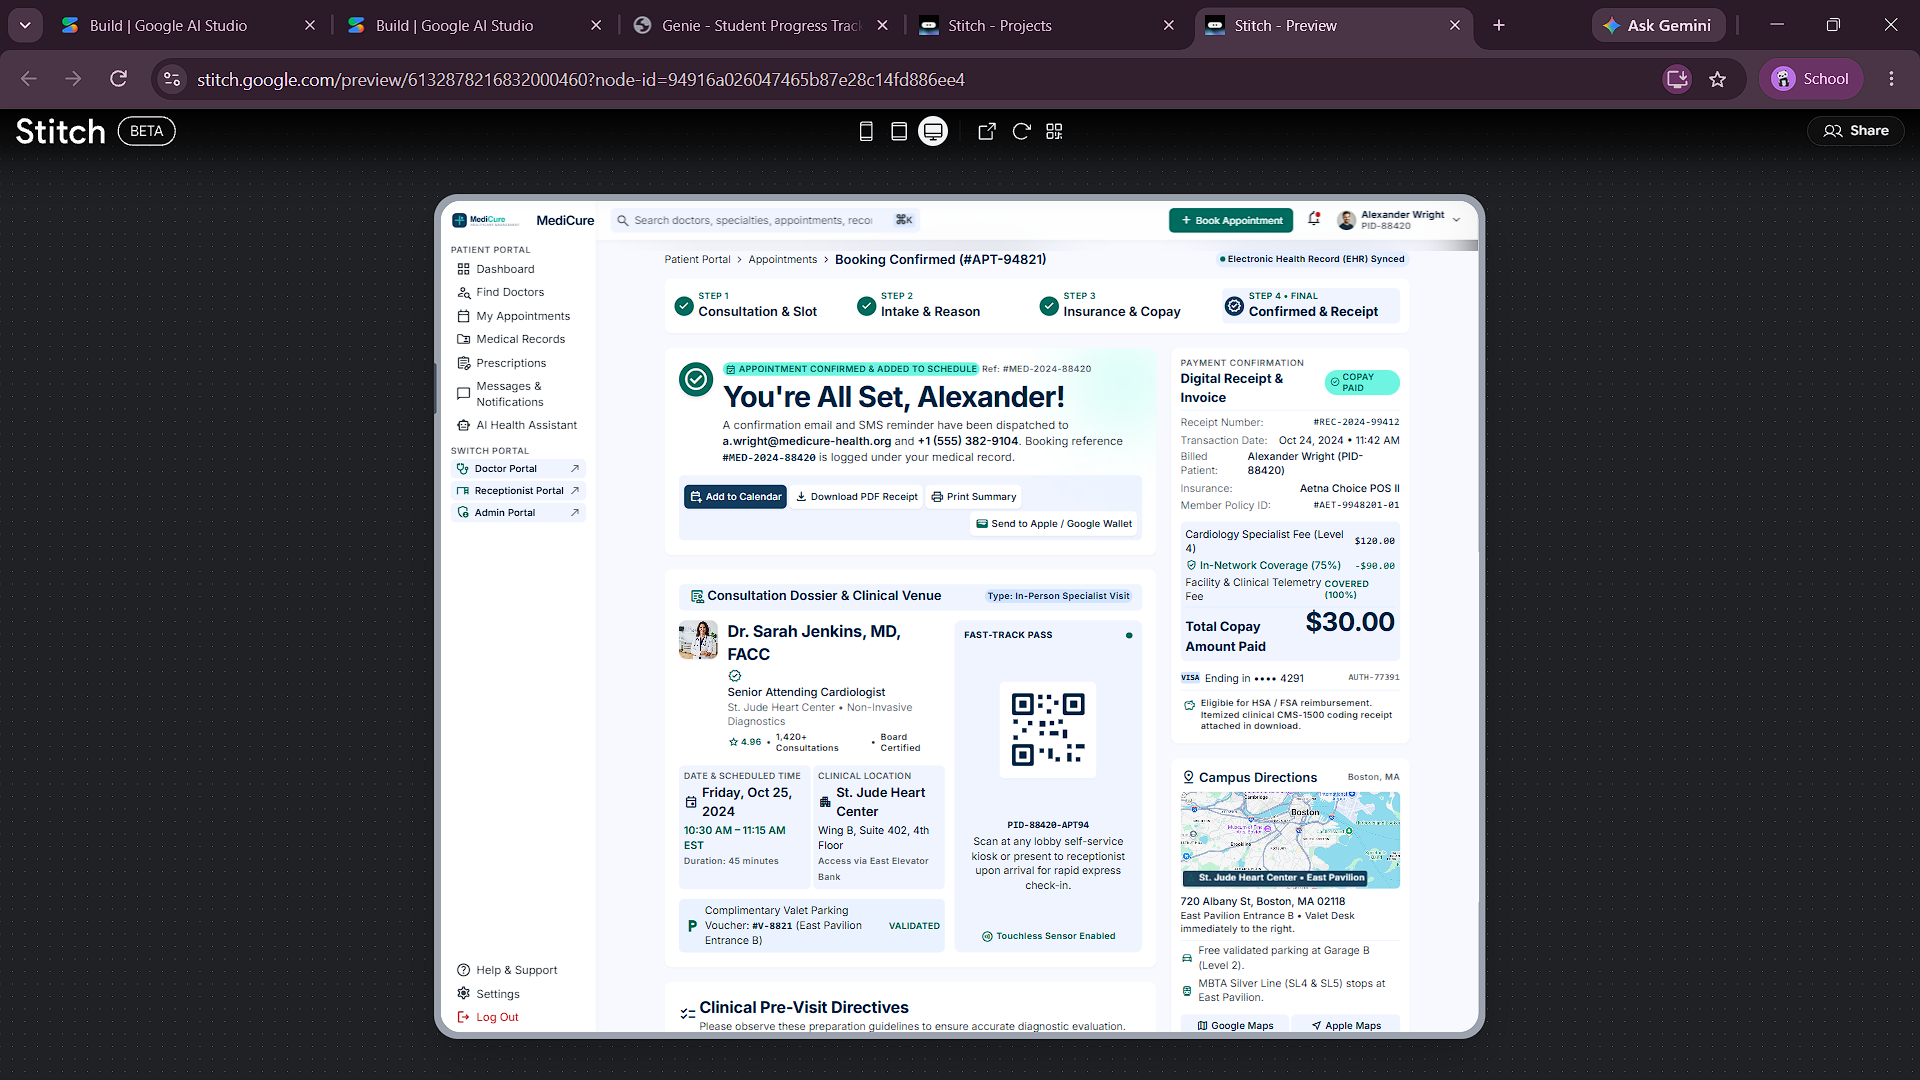 Build | Google AI Studio
Build | Google AI Studio
Genie - Student Progress Track
Stitch - Projects
Stitch - Preview
Ask Gemini
stitch.google.com/preview/6132878216832000460?node-id=94916a026047465b87e28c14fd886ee4
School
Stitch
BETA
Share
MediCure
MediCure
Search doctors, specialties, appointments, reco
⌘K
+ Book Appointment
Alexander Wright
PID-88420
PATIENT PORTAL
Dashboard
Find Doctors
My Appointments
Medical Records
Prescriptions
Messages &
Notifications
AI Health Assistant
SWITCH PORTAL
Doctor Portal
Receptionist Portal
Admin Portal
Help & Support
Settings
Log Out
Patient Portal > Appointments > Booking Confirmed (#APT-94821)
Electronic Health Record (EHR) Synced
STEP 1
Consultation & Slot
STEP 2
Intake & Reason
STEP 3
Insurance & Copay
STEP 4 • FINAL
Confirmed & Receipt
APPOINTMENT CONFIRMED & ADDED TO SCHEDULE Ref: #MED-2024-88420
You're All Set, Alexander!
A confirmation email and SMS reminder have been dispatched to
a.wright@medicure-health.org and +1 (555) 382-9104. Booking reference
#MED-2024-88420 is logged under your medical record.
Add to Calendar
Download PDF Receipt
Print Summary
Send to Apple / Google Wallet
Consultation Dossier & Clinical Venue
Type: In-Person Specialist Visit
Dr. Sarah Jenkins, MD,
FACC
Senior Attending Cardiologist
St. Jude Heart Center • Non-Invasive
Diagnostics
4.96 • 1,420+
Consultations
• Board
Certified
DATE & SCHEDULED TIME
Friday, Oct 25,
2024
10:30 AM – 11:15 AM
EST
Duration: 45 minutes
CLINICAL LOCATION
St. Jude Heart
Center
Wing B, Suite 402, 4th
Floor
Access via East Elevator
Bank
P
Complimentary Valet Parking
Voucher: #V-8821 (East Pavilion
Entrance B)
VALIDATED
FAST-TRACK PASS
PID-88420-APT94
Scan at any lobby self-service
kiosk or present to receptionist
upon arrival for rapid express
check-in.
Touchless Sensor Enabled
Clinical Pre-Visit Directives
Please observe these preparation guidelines to ensure accurate diagnostic evaluation.
PAYMENT CONFIRMATION
Digital Receipt &
Invoice
COPAY
PAID
Receipt Number: #REC-2024-99412
Transaction Date: Oct 24, 2024 • 11:42 AM
Billed
Patient:
Alexander Wright (PID-
88420)
Insurance: Aetna Choice POS II
Member Policy ID: #AET-9948201-01
Cardiology Specialist Fee (Level
4)
$120.00
In-Network Coverage (75%) -$90.00
Facility & Clinical Telemetry
Fee
COVERED
(100%)
Total Copay
Amount Paid
$30.00
VISA Ending in •••• 4291 AUTH-77391
Eligible for HSA / FSA reimbursement.
Itemized clinical CMS-1500 coding receipt
attached in download.
Campus Directions
Boston, MA
Cambridge
Boston
Brookline
St. Jude Heart Center • East Pavilion
720 Albany St, Boston, MA 02118
East Pavilion Entrance B • Valet Desk
immediately to the right.
Free validated parking at Garage B
(Level 2).
MBTA Silver Line (SL4 & SL5) stops at
East Pavilion.
Google Maps
Apple Maps